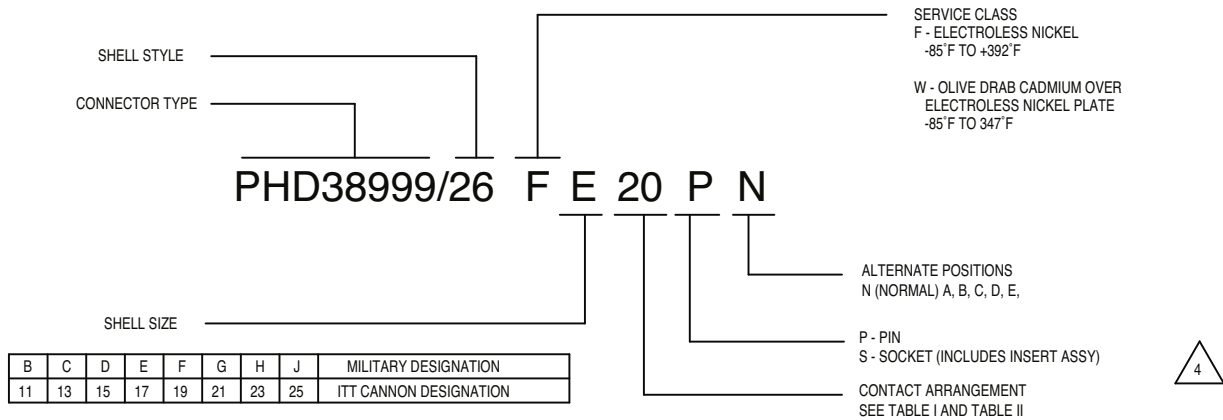 SERVICE CLASS
F - ELECTROLESS NICKEL
-85˚F TO +392˚F
W - OLIVE DRAB CADMIUM OVER
ELECTROLESS NICKEL PLATE
-85˚F TO 347˚F
SHELL STYLE
CONNECTOR TYPE
PHD38999/26 F E 20 P N
ALTERNATE POSITIONS
N (NORMAL) A, B, C, D, E,
SHELL SIZE
P - PIN
S - SOCKET (INCLUDES INSERT ASSY)
CONTACT ARRANGEMENT
SEE TABLE I AND TABLE II
4
B C D E F G H J MILITARY DESIGNATION
11 13 15 17 19 21 23 25 ITT CANNON DESIGNATION